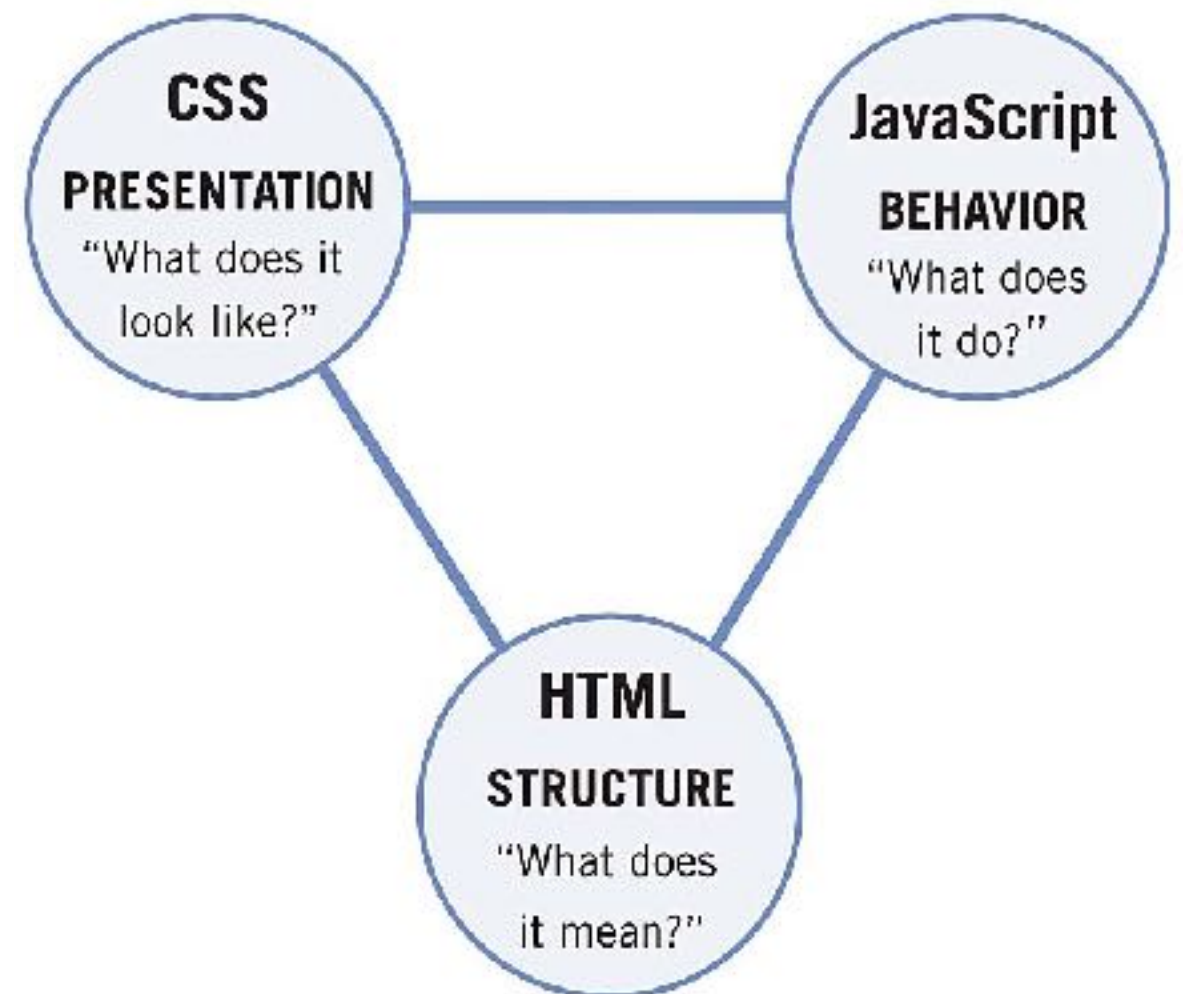 CSS
PRESENTATION
“What does it
look like?”
JavaScript
BEHAVIOR
“What does
it do?”
HTML
STRUCTURE
“What does
it mean?”